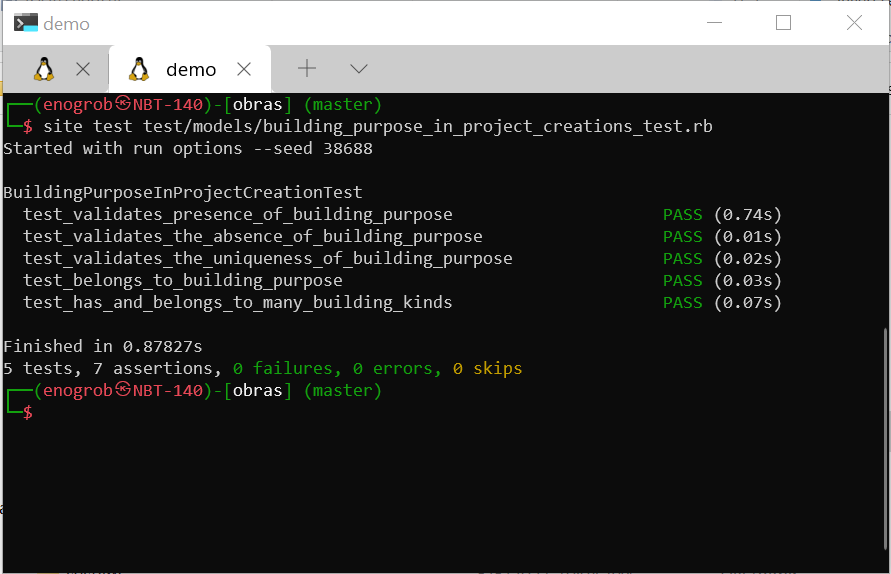 demo
demo
(enogrob㉿NBT-140)-[obras] (master)
$ site test test/models/building_purpose_in_project_creations_test.rb
Started with run options --seed 38688
BuildingPurposeInProjectCreationTest
test_validates_presence_of_building_purpose PASS (0.74s)
test_validates_the_absence_of_building_purpose PASS (0.01s)
test_validates_the_uniqueness_of_building_purpose PASS (0.02s)
test_belongs_to_building_purpose PASS (0.03s)
test_has_and_belongs_to_many_building_kinds PASS (0.07s)
Finished in 0.87827s
5 tests, 7 assertions, 0 failures, 0 errors, 0 skips
(enogrob㉿NBT-140)-[obras] (master)
$